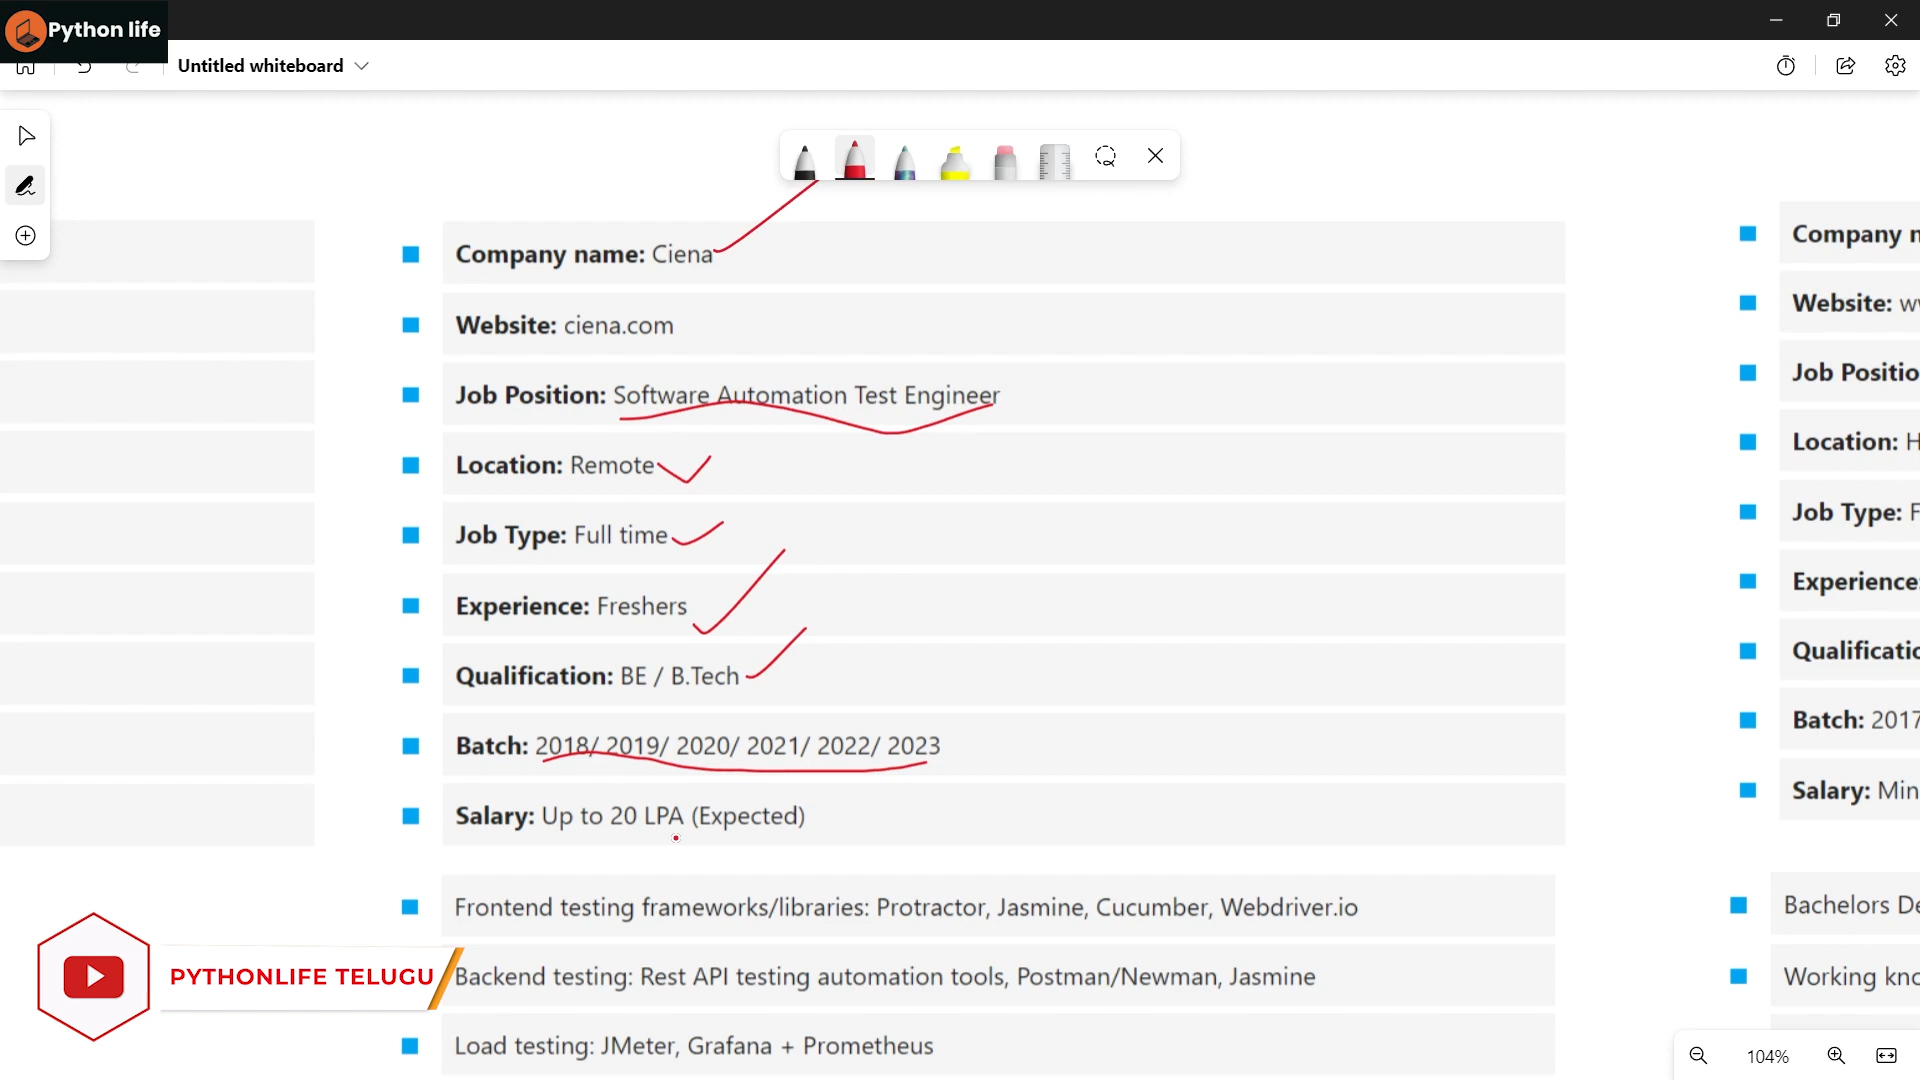 Python life
Untitled whiteboard
Company name: Ciena
Website: ciena.com
Job Position: Software Automation Test Engineer
Location: Remote
Job Type: Full time
Experience: Freshers
Qualification: BE / B.Tech
Batch: 2018/ 2019/ 2020/ 2021/ 2022/ 2023
Salary: Up to 20 LPA (Expected)
Frontend testing frameworks/libraries: Protractor, Jasmine, Cucumber, Webdriver.io
Backend testing: Rest API testing automation tools, Postman/Newman, Jasmine
Load testing: JMeter, Grafana + Prometheus
PYTHONLIFE TELUGU
Company
Website:
Job
Location: H
Job Type: F
Experience:
Batch: 2017
Salary: Min
Bachelors
Working
104%